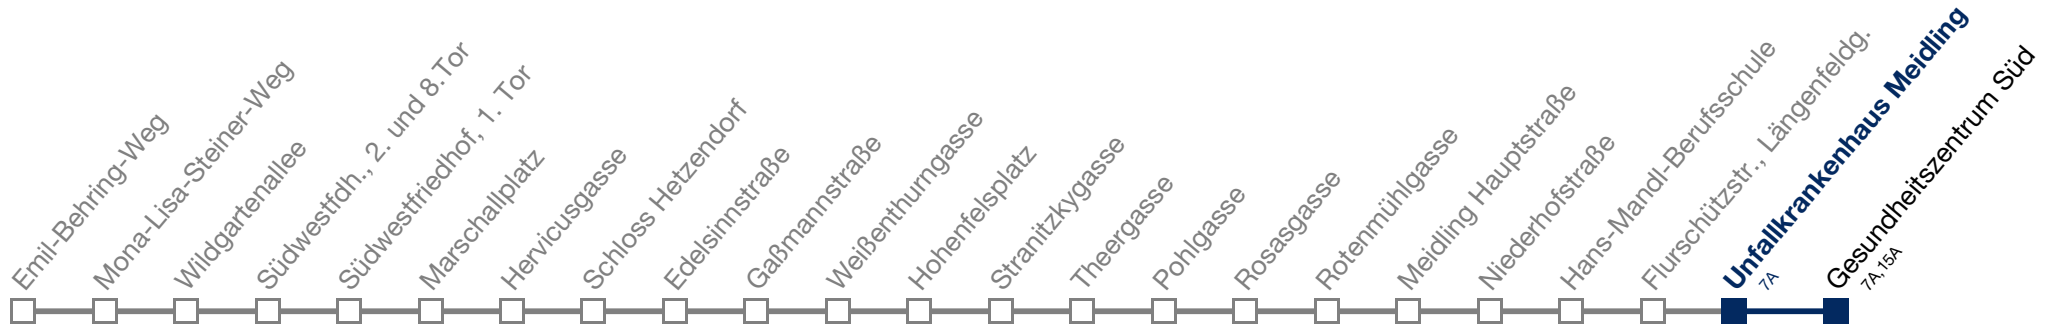 Emil-Behring-Weg
Mona-Lisa-Steiner-Weg
Wildgartenallee
Südwestfdh., 2. und 8.Tor
Südwestfriedhof, 1. Tor
Marschallplatz
Hervicusgasse
Schloss Hetzendorf
Edelsinnstraße
Gaßmannstraße
Weißenthurngasse
Hohenfelsplatz
Stranitzkygasse
Theergasse
Pohlgasse
Rosasgasse
Rotenmühlgasse
Meidling Hauptstraße
Niederhofstraße
Hans-Mandl-Berufsschule
Flurschützstr., Längenfeldg.
Unfallkrankenhaus Meidling
7A
Gesundheitszentrum Süd
7A,15A